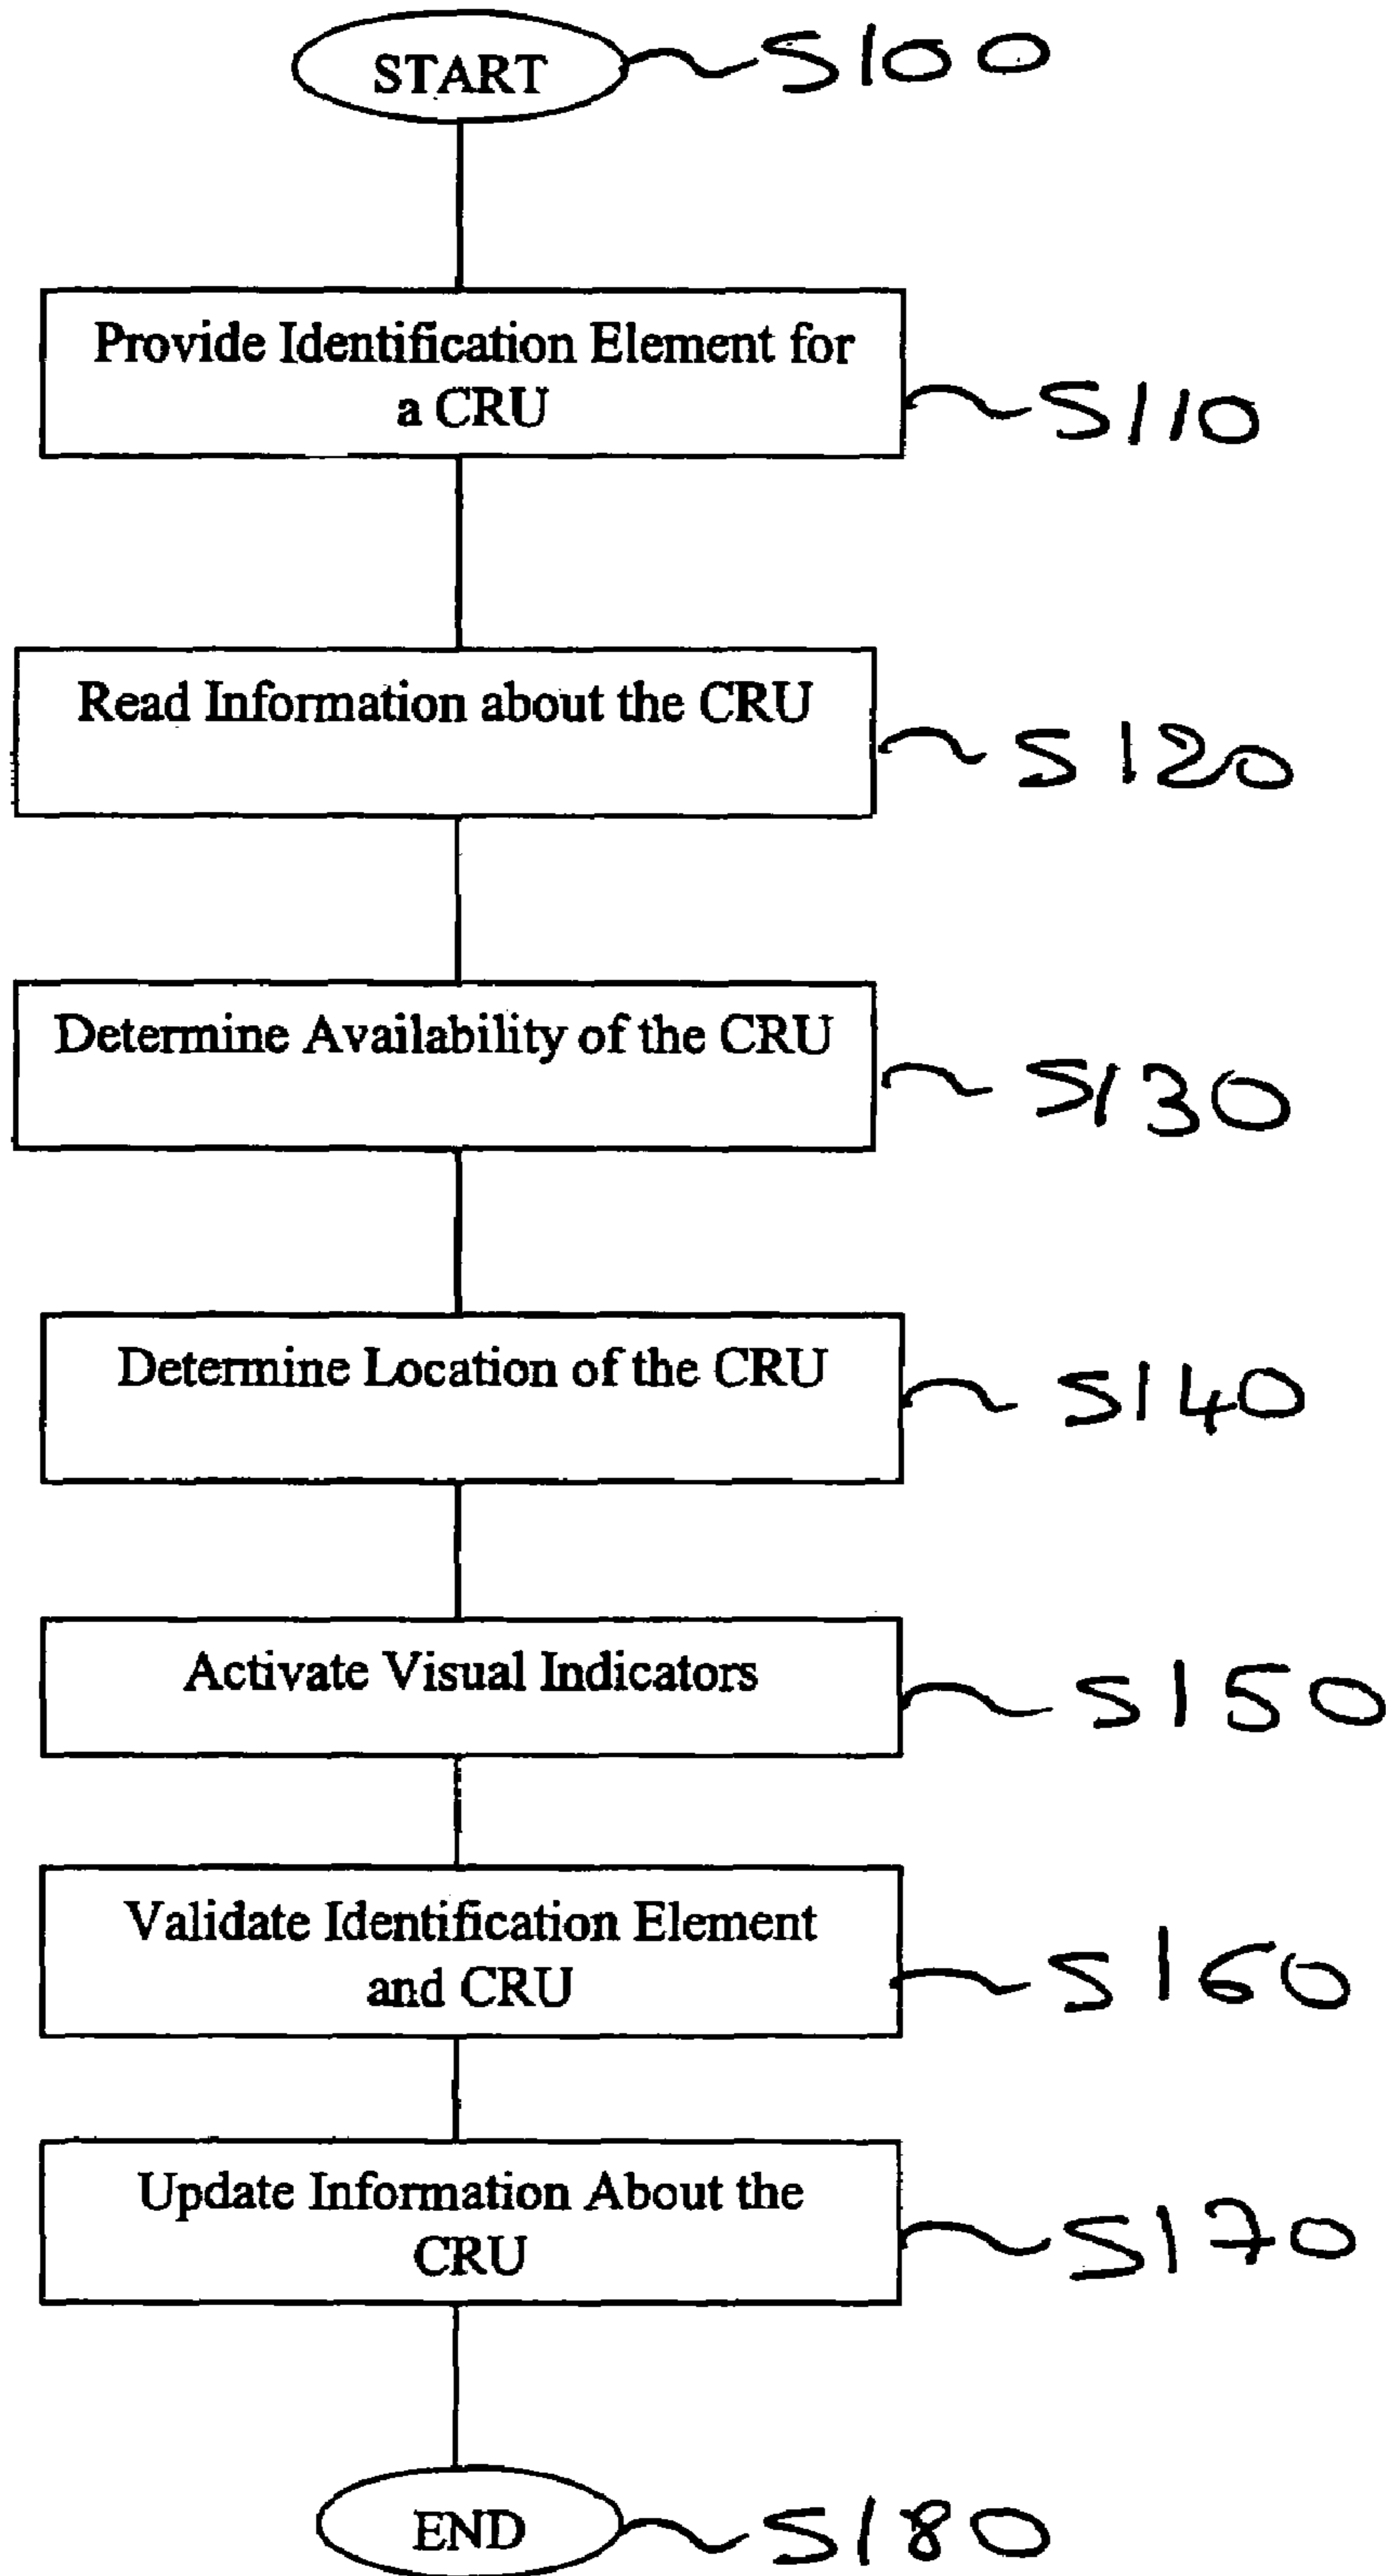 START S100
Provide Identification Element for
a CRU S110
Read Information about the CRU
S120
Determine Availability of the CRU
S130
Determine Location of the CRU
S140
Activate Visual Indicators
S150
Validate Identification Element
and CRU S160
Update Information About the
CRU S170
END S180